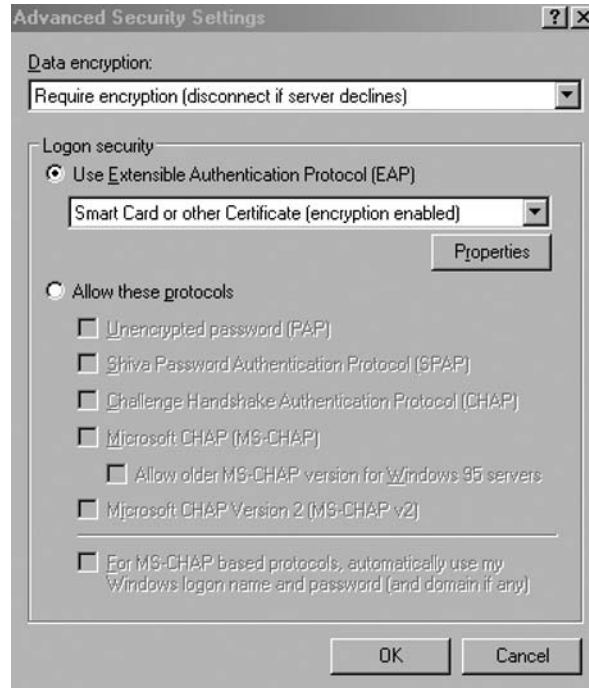 Advanced Security Settings
Data encryption:
Require encryption (disconnect if server declines)
Logon security
Use Extensible Authentication Protocol (EAP)
Smart Card or other Certificate (encryption enabled)
Properties
Allow these protocols
Unencrypted password (PAP)
Shiva Password Authentication Protocol (SPAP)
Challenge Handshake Authentication Protocol (CHAP)
Microsoft CHAP (MS-CHAP)
Allow older MS-CHAP version for Windows 95 servers
Microsoft CHAP Version 2 (MS-CHAP v2)
For MS-CHAP based protocols, automatically use my
Windows logon name and password (and domain if any)
OK Cancel